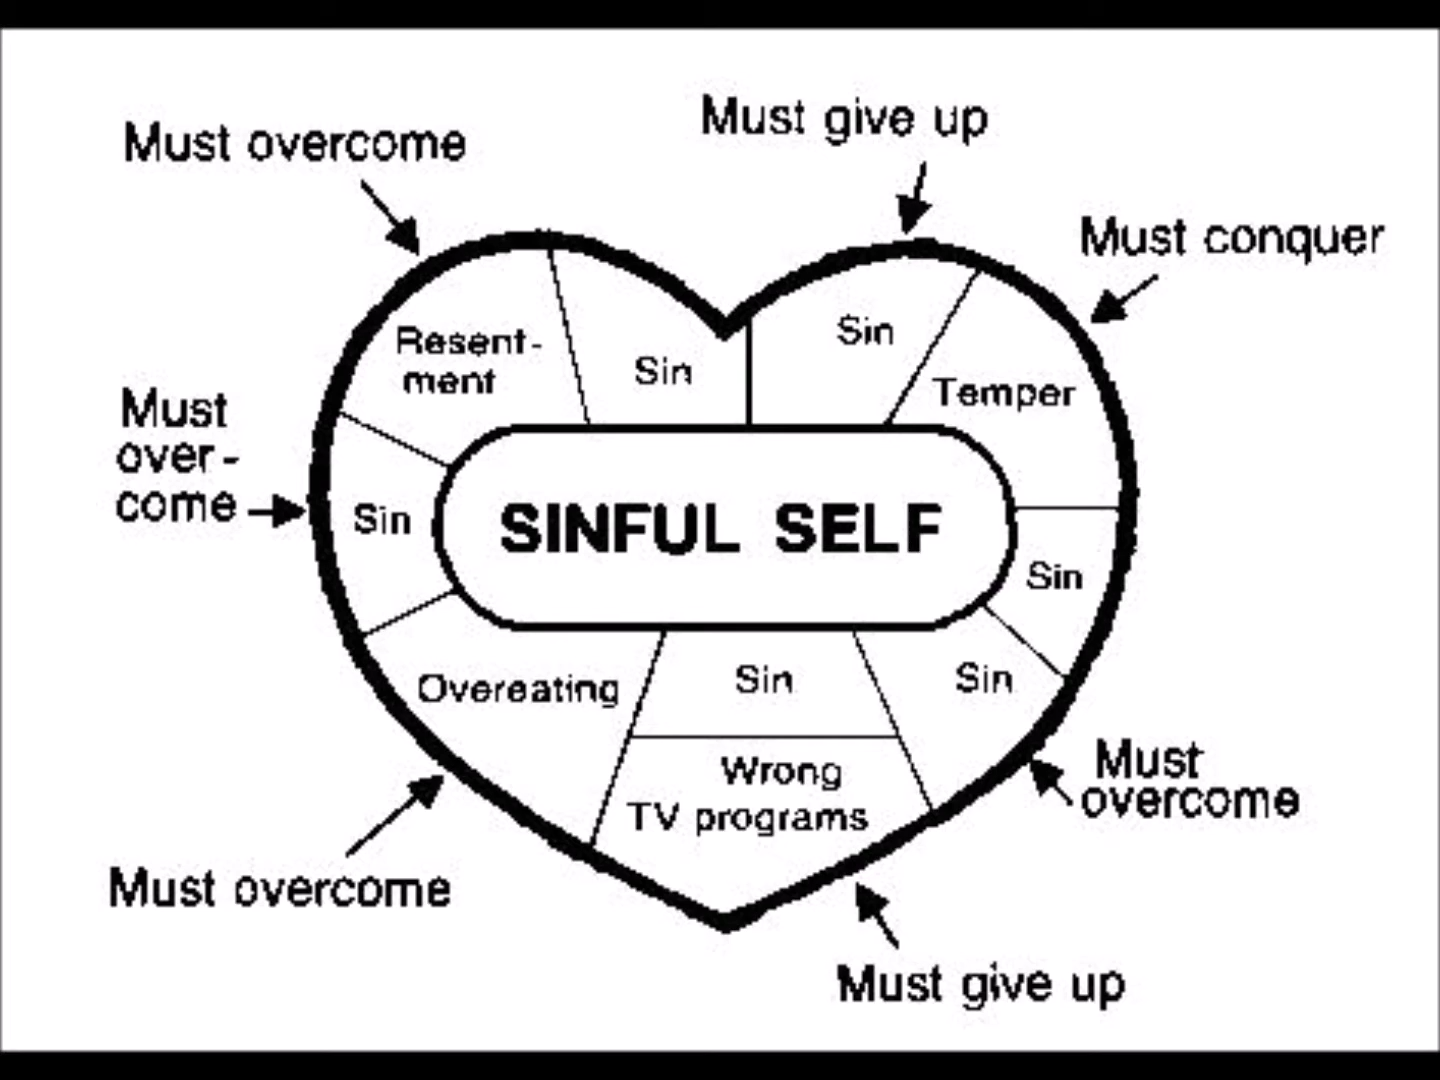 Must overcome
Must give up
Must conquer
Resent-
ment
Sin
Sin
Temper
Must
over-
come
Sin
SINFUL SELF
Sin
Overeating
Sin
Sin
Wrong
TV programs
Must
overcome
Must overcome
Must give up